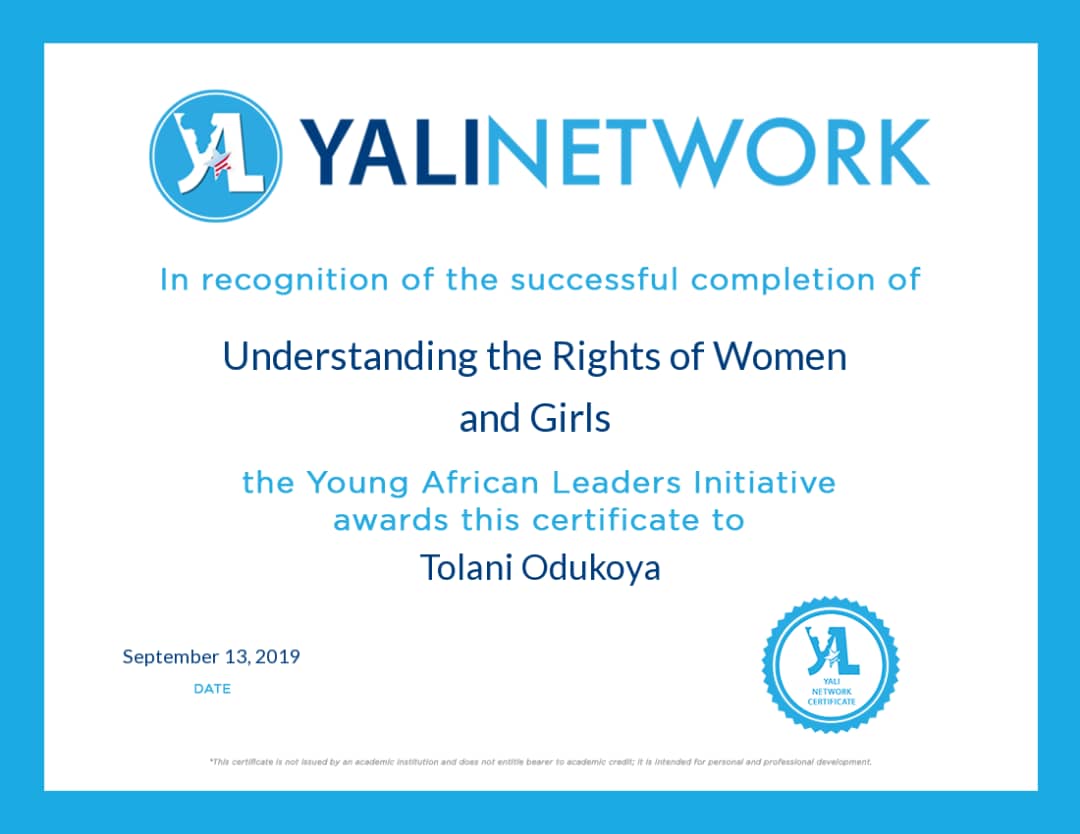 YALINETWORK
In recognition of the successful completion of
Understanding the Rights of Women
and Girls
the Young African Leaders Initiative
awards this certificate to
Tolani Odukoya
September 13, 2019
DATE
YALI
NETWORK
CERTIFICATE
*This certificate is not issued by an academic institution and does not entitle bearer to academic credit; it is intended for personal and professional development.